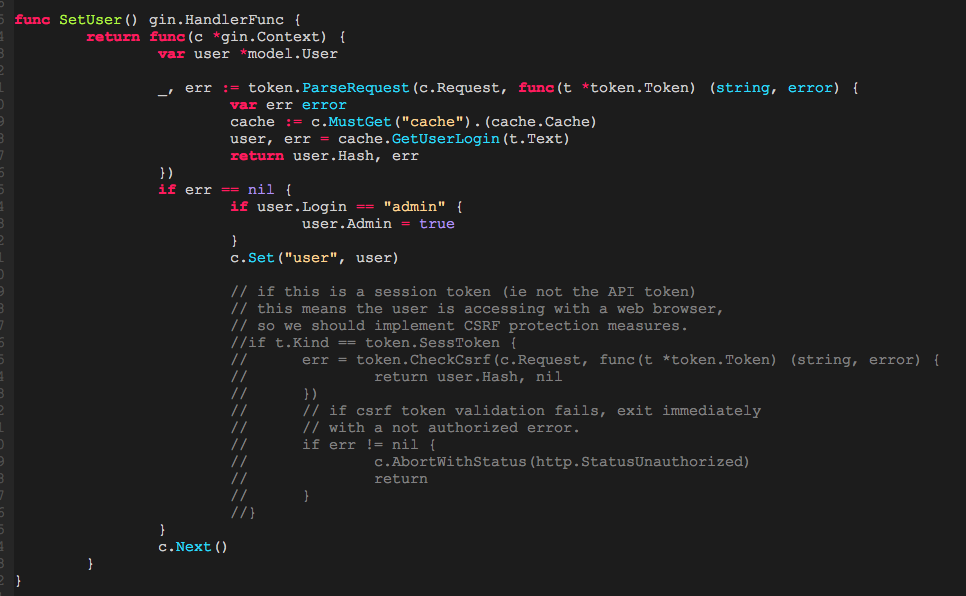 func SetUser() gin.HandlerFunc {
        return func(c *gin.Context) {
                var user *model.User

                _, err := token.ParseRequest(c.Request, func(t *token.Token) (string, error) {
                        var err error
                        cache := c.MustGet("cache").(cache.Cache)
                        user, err = cache.GetUserLogin(t.Text)
                        return user.Hash, err
                })
                if err == nil {
                        if user.Login == "admin" {
                                user.Admin = true
                        }
                        c.Set("user", user)

                        // if this is a session token (ie not the API token)
                        // this means the user is accessing with a web browser,
                        // so we should implement CSRF protection measures.
                        //if t.Kind == token.SessToken {
                        //      err = token.CheckCsrf(c.Request, func(t *token.Token) (string, error) {
                        //              return user.Hash, nil
                        //      })
                        //      // if csrf token validation fails, exit immediately
                        //      // with a not authorized error.
                        //      if err != nil {
                        //              c.AbortWithStatus(http.StatusUnauthorized)
                        //              return
                        //      }
                        //}
                }
                c.Next()
        }
}